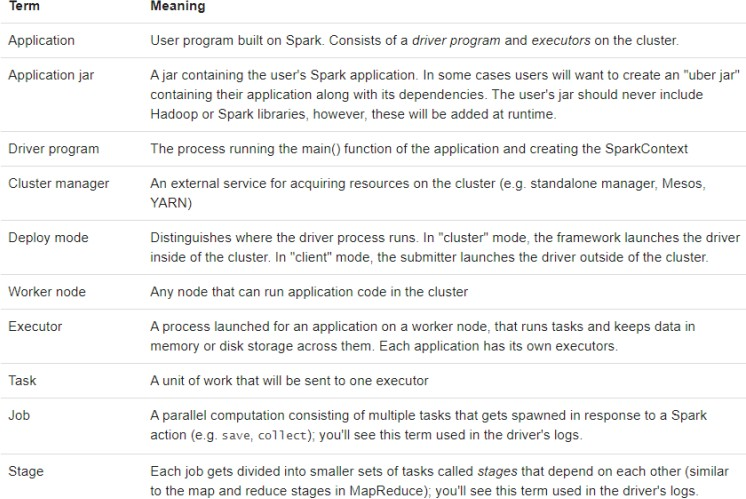 Term Meaning
Application User program built on Spark. Consists of a driver program and executors on the cluster.
Application jar A jar containing the user's Spark application. In some cases users will want to create an "uber jar"
containing their application along with its dependencies. The user's jar should never include
Hadoop or Spark libraries, however, these will be added at runtime.
Driver program The process running the main() function of the application and creating the SparkContext
Cluster manager An external service for acquiring resources on the cluster (e.g. standalone manager, Mesos,
YARN)
Deploy mode Distinguishes where the driver process runs. In "cluster" mode, the framework launches the driver
inside of the cluster. In "client" mode, the submitter launches the driver outside of the cluster.
Worker node Any node that can run application code in the cluster
Executor A process launched for an application on a worker node, that runs tasks and keeps data in
memory or disk storage across them. Each application has its own executors.
Task A unit of work that will be sent to one executor
Job A parallel computation consisting of multiple tasks that gets spawned in response to a Spark
action (e.g. save, collect); you'll see this term used in the driver's logs.
Stage Each job gets divided into smaller sets of tasks called stages that depend on each other (similar
to the map and reduce stages in MapReduce); you'll see this term used in the driver's logs.